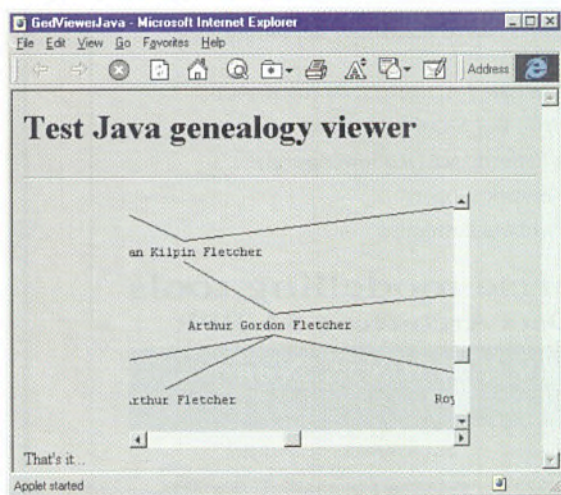 GedViewerJava - Microsoft Internet Explorer
File Edit View Go Favorites Help
Address
Test Java genealogy viewer
an Kilpin Fletcher
Arthur Gordon Fletcher
rthur Fletcher Roy
That's it...
Applet started